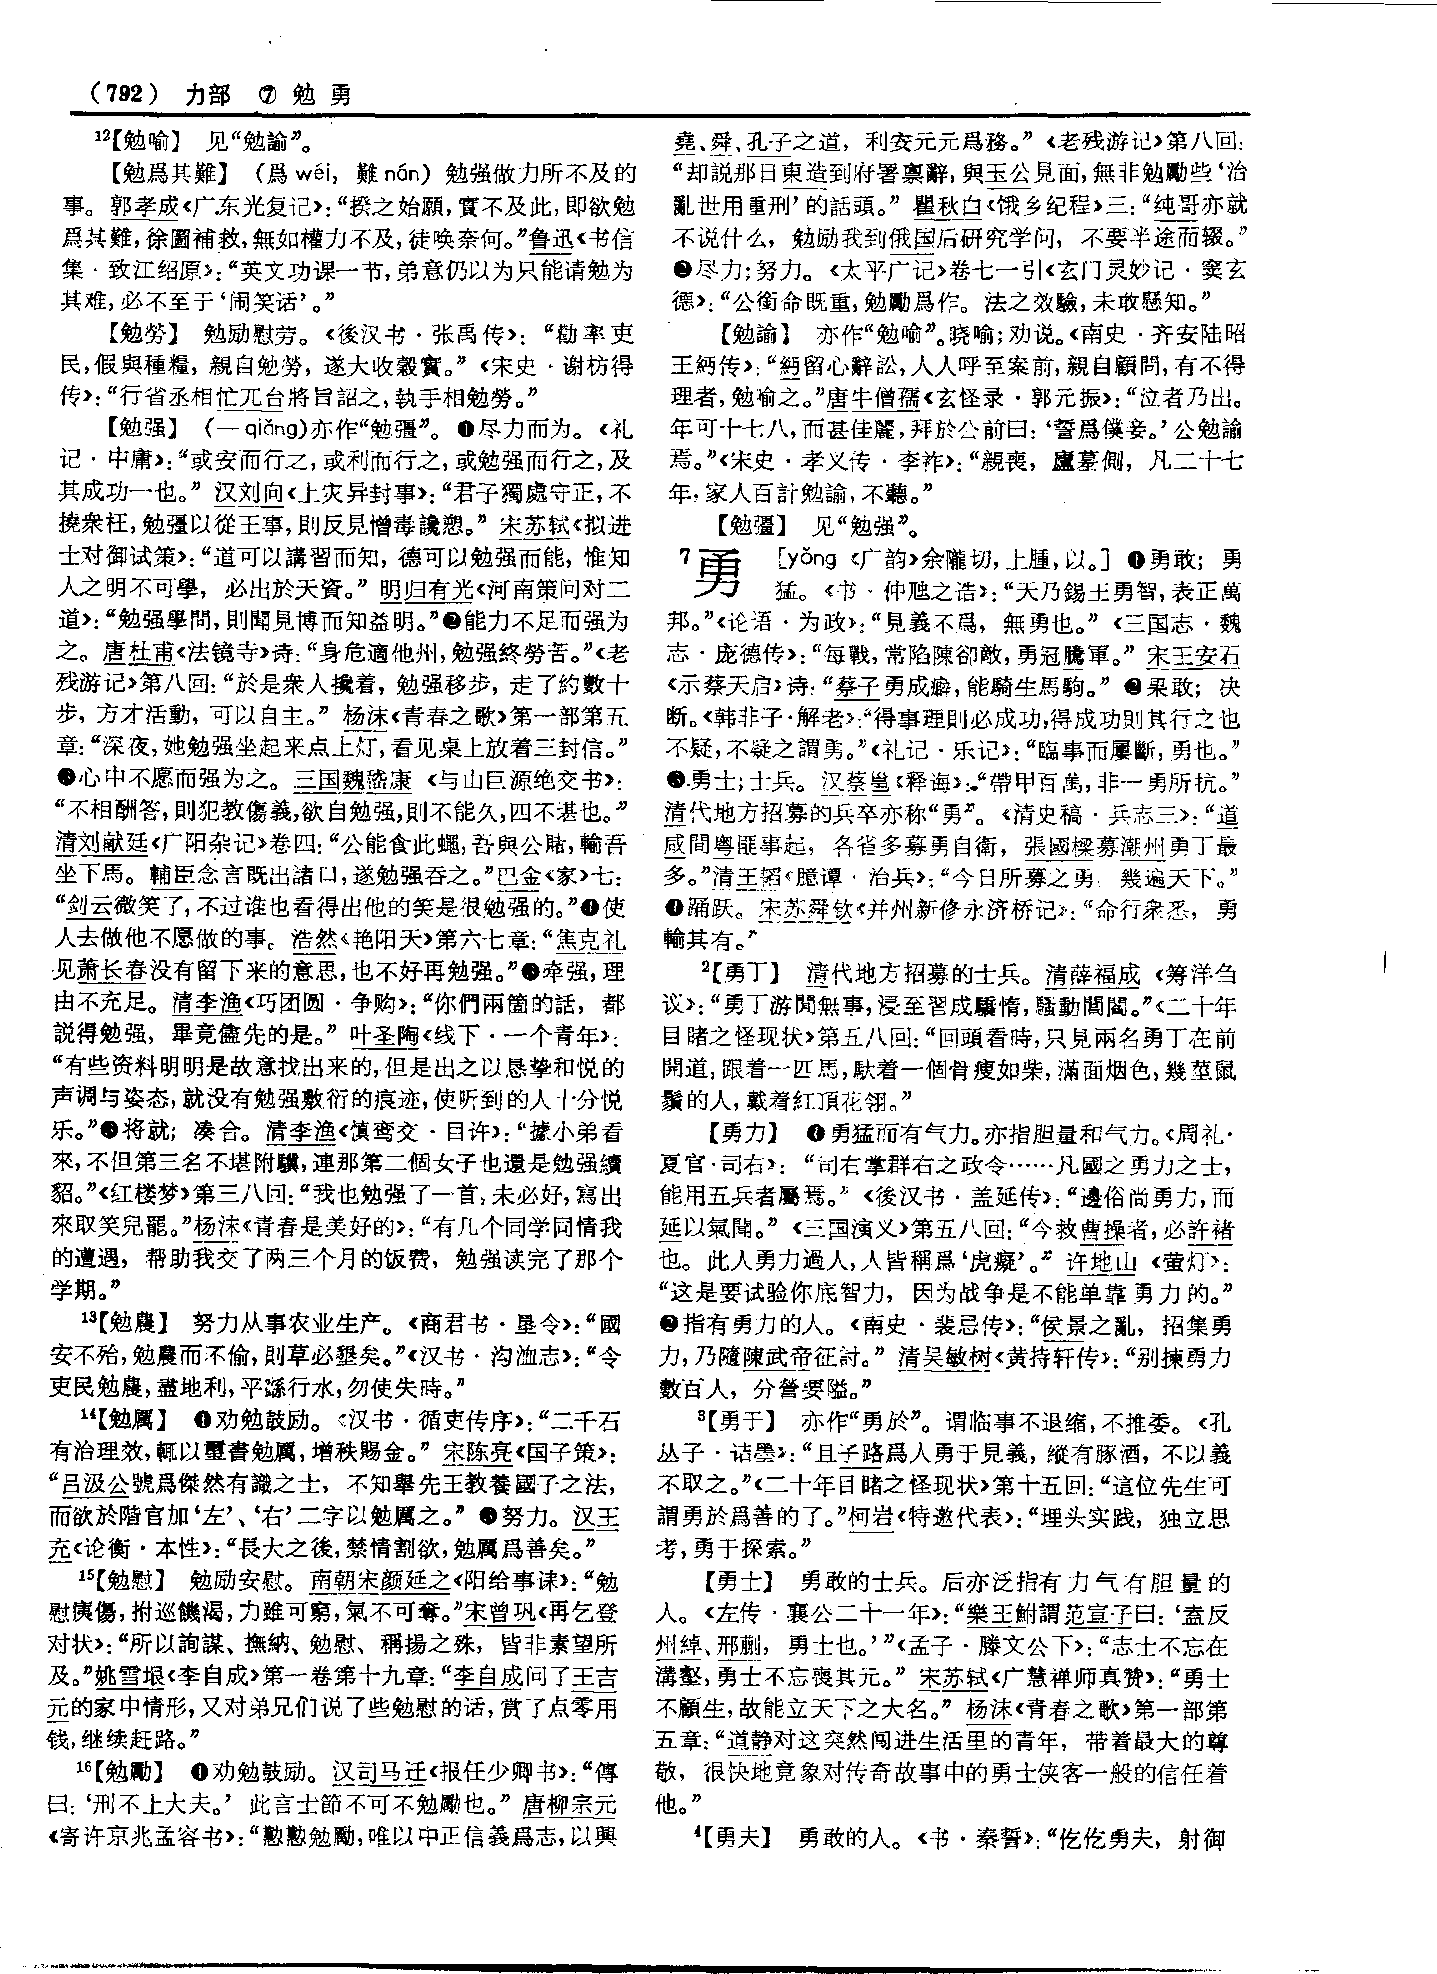 （792） 力部 ⑦ 勉 勇
12【勉喻】 见“勉諭”。
【勉爲其難】 （爲 wéi，難 nán）勉强做力所不及的
事。郭孝成《广东光复记》：“揆之始願，實不及此，即欲勉
爲其難，徐圖補救，無如權力不及，徒唤奈何。”鲁迅《书信
集·致江绍原》：“英文功课一节，弟意仍以为只能请勉为
其难，必不至于‘闹笑话’。”
【勉勞】 勉励慰劳。《後汉书·张禹传》：“勸率吏
民，假與種糧，親自勉勞，遂大收穀實。”《宋史·谢枋得
传》：“行省丞相忙兀台將旨詔之，執手相勉勞。”
【勉强】 （—qiǎng）亦作“勉彊”。❶尽力而为。《礼
记·中庸》：“或安而行之，或利而行之，或勉强而行之，及
其成功一也。”汉刘向《上灾异封事》：“君子獨處守正，不
撓衆枉，勉彊以從王事，則反見憎毒讒愬。”宋苏轼《拟进
士对御试策》：“道可以講習而知，德可以勉强而能，惟知
人之明不可學，必出於天資。”明归有光《河南策问对二
道》：“勉强學問，則聞見博而知益明。”❷能力不足而强为
之。唐杜甫《法镜寺》诗：“身危適他州，勉强終勞苦。”《老
残游记》第八回：“於是衆人攙着，勉强移步，走了約數十
步，方才活動，可以自主。”杨沫《青春之歌》第一部第五
章：“深夜，她勉强坐起来点上灯，看见桌上放着三封信。”
❸心中不愿而强为之。三国魏嵇康《与山巨源绝交书》：
“不相酬答，則犯教傷義，欲自勉强，則不能久，四不堪也。”
清刘献廷《广阳杂记》卷四：“公能食此蠅，吾與公賭，輸吾
坐下馬。輔臣念言既出諸口，遂勉强吞之。”巴金《家》七：
“剑云微笑了，不过谁也看得出他的笑是很勉强的。”❹使
人去做他不愿做的事。浩然《艳阳天》第六七章：“焦克礼
见萧长春没有留下来的意思，也不好再勉强。”❺牵强，理
由不充足。清李渔《巧团圆·争购》：“你們兩箇的話，都
説得勉强，畢竟儘先的是。”叶圣陶《线下·一个青年》：
“有些资料明明是故意找出来的，但是出之以恳挚和悦的
声调与姿态，就没有勉强敷衍的痕迹，使听到的人十分悦
乐。”❻将就；凑合。清李渔《慎鸾交·目许》：“據小弟看
來，不但第三名不堪附驥，連那第二個女子也還是勉强續
貂。”《红楼梦》第三八回：“我也勉强了一首，未必好，寫出
來取笑兒罷。”杨沫《青春是美好的》：“有几个同学同情我
的遭遇，帮助我交了两三个月的饭费，勉强读完了那个
学期。”
13【勉農】 努力从事农业生产。《商君书·垦令》：“國
安不殆，勉農而不偷，則草必墾矣。”《汉书·沟洫志》：“令
吏民勉農，盡地利，平繇行水，勿使失時。”
14【勉厲】 ❶劝勉鼓励。《汉书·循吏传序》：“二千石
有治理效，輒以璽書勉厲，增秩賜金。”宋陈亮《国子策》：
“吕汲公號爲傑然有識之士，不知舉先王教養國子之法，
而欲於階官加‘左’、‘右’二字以勉厲之。”❷努力。汉王
充《论衡·本性》：“長大之後，禁情割欲，勉厲爲善矣。”
15【勉慰】 勉励安慰。南朝宋颜延之《阳给事诔》：“勉
慰痍傷，拊巡饑渴，力雖可窮，氣不可奪。”宋曾巩《再乞登
对状》：“所以詢謀、撫納、勉慰、稱揚之殊，皆非素望所
及。”姚雪垠《李自成》第一卷第十九章：“李自成问了王吉
元的家中情形，又对弟兄们说了些勉慰的话，赏了点零用
钱，继续赶路。”
16【勉勵】 ❶劝勉鼓励。汉司马迁《报任少卿书》：“傳
曰：‘刑不上大夫。’此言士節不可不勉勵也。”唐柳宗元
《寄许京兆孟容书》：“懃懃勉勵，唯以中正信義爲志，以興
堯、舜、孔子之道，利安元元爲務。”《老残游记》第八回：
“却説那日東造到府署禀辭，與玉公見面，無非勉勵些‘治
亂世用重刑’的話頭。”瞿秋白《饿乡纪程》三：“纯哥亦就
不说什么，勉励我到俄国后研究学问，不要半途而辍。”
❷尽力；努力。《太平广记》卷七一引《玄门灵妙记·窦玄
德》：“公銜命既重，勉勵爲作。法之效驗，未敢懸知。”
【勉諭】 亦作“勉喻”。晓喻；劝说。《南史·齐安陆昭
王緬传》：“緬留心辭訟，人人呼至案前，親自顧問，有不得
理者，勉喻之。”唐牛僧孺《玄怪录·郭元振》：“泣者乃出。
年可十七八，而甚佳麗，拜於公前曰：‘誓爲僕妾。’公勉諭
焉。”《宋史·孝义传·李祚》：“親喪，廬墓側，凡二十七
年，家人百計勉諭，不聽。”
【勉彊】 见“勉强”。
7勇 ［yǒng《广韵》余隴切，上腫，以。］❶勇敢；勇
猛。《书·仲虺之诰》：“天乃錫王勇智，表正萬
邦。”《论语·为政》：“見義不爲，無勇也。”《三国志·魏
志·庞德传》：“每戰，常陷陳卻敵，勇冠騰軍。”宋王安石
《示蔡天启》诗：“蔡子勇成癖，能騎生馬駒。”❷果敢；决
断。《韩非子·解老》：“得事理則必成功，得成功則其行之也
不疑，不疑之謂勇。”《礼记·乐记》：“臨事而屢斷，勇也。”
❸勇士；士兵。汉蔡邕《释诲》：“帶甲百萬，非一勇所抗。”
清代地方招募的兵卒亦称“勇”。《清史稿·兵志三》：“道
咸間粤匪事起，各省多募勇自衛，張國樑募潮州勇丁最
多。”清王韬《臆谭·治兵》：“今日所募之勇，幾遍天下。”
❹踊跃。宋苏舜钦《并州新修永济桥记》：“命行衆悉，勇
輸其有。”
2【勇丁】 清代地方招募的士兵。清薛福成《筹洋刍
议》：“勇丁游閒無事，浸至習成驕惰，騷動閭閻。”《二十年
目睹之怪现状》第五八回：“回頭看時，只見兩名勇丁在前
開道，跟着一匹馬，馱着一個骨瘦如柴，滿面烟色，幾莖鼠
鬚的人，戴着紅頂花翎。”
【勇力】 ❶勇猛而有气力。亦指胆量和气力。《周礼·
夏官·司右》：“司右掌群右之政令……凡國之勇力之士，
能用五兵者屬焉。”《後汉书·盖延传》：“邊俗尚勇力，而
延以氣聞。”《三国演义》第五八回：“今救曹操者，必許褚
也。此人勇力過人，人皆稱爲‘虎癡’。”许地山《萤灯》：
“这是要试验你底智力，因为战争是不能单靠勇力的。”
❷指有勇力的人。《南史·裴忌传》：“侯景之亂，招集勇
力，乃隨陳武帝征討。”清吴敏树《黄持轩传》：“别揀勇力
數百人，分營要隘。”
3【勇于】 亦作“勇於”。谓临事不退缩，不推委。《孔
丛子·诘墨》：“且子路爲人勇于見義，縱有豚酒，不以義
不取之。”《二十年目睹之怪现状》第十五回：“這位先生可
謂勇於爲善的了。”柯岩《特邀代表》：“埋头实践，独立思
考，勇于探索。”
【勇士】 勇敢的士兵。后亦泛指有力气有胆量的
人。《左传·襄公二十一年》：“樂王鮒謂范宣子曰：‘盍反
州綽、邢蒯，勇士也。’”《孟子·滕文公下》：“志士不忘在
溝壑，勇士不忘喪其元。”宋苏轼《广慧禅师真赞》：“勇士
不顧生，故能立天下之大名。”杨沫《青春之歌》第一部第
五章：“道静对这突然闯进生活里的青年，带着最大的尊
敬，很快地竟象对传奇故事中的勇士侠客一般的信任着
他。”
4【勇夫】 勇敢的人。《书·秦誓》：“仡仡勇夫，射御